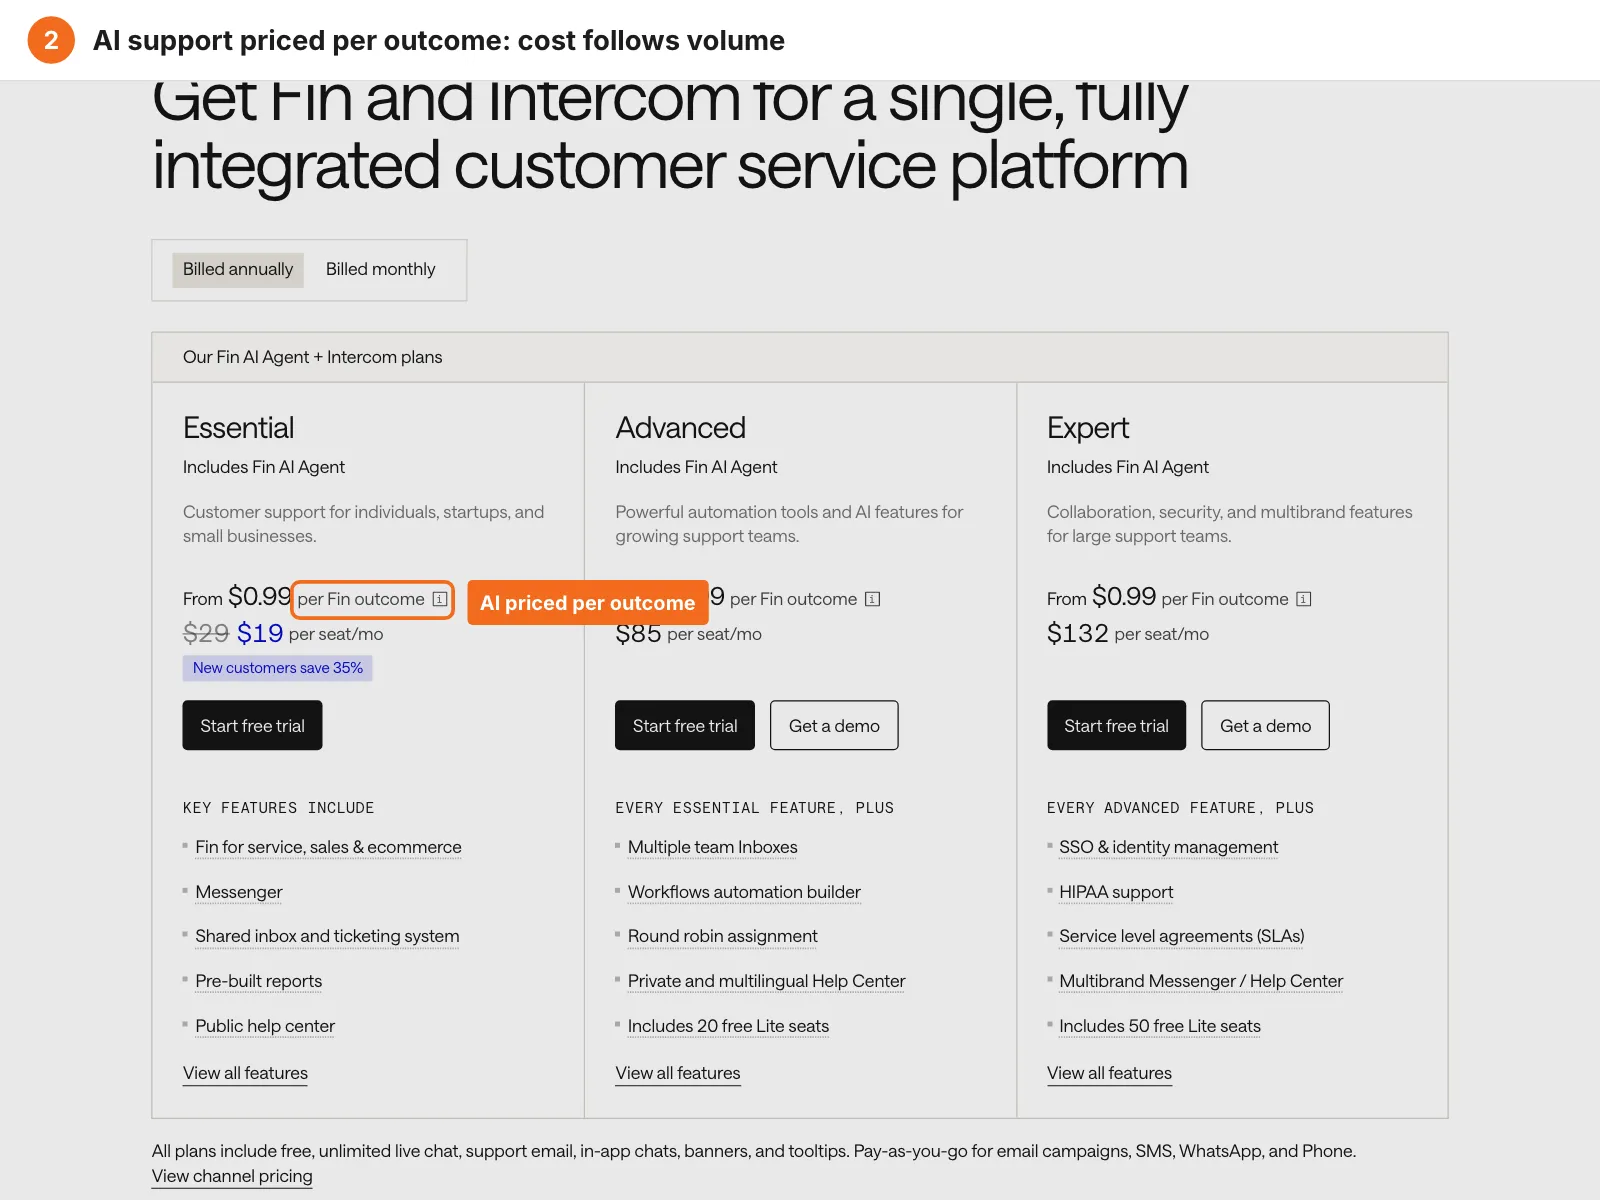 2 AI support priced per outcome: cost follows volume
Get Fin and Intercom for a single, fully
integrated customer service platform
Billed annually Billed monthly
Our Fin AI Agent + Intercom plans
Essential
Includes Fin AI Agent
Customer support for individuals, startups, and
small businesses.
From $0.99 per Fin outcome
AI priced per outcome
$29 $19 per seat/mo
New customers save 35%
Start free trial
KEY FEATURES INCLUDE
Fin for service, sales & ecommerce
Messenger
Shared inbox and ticketing system
Pre-built reports
Public help center
View all features
Advanced
Includes Fin AI Agent
Powerful automation tools and AI features for
growing support teams.
9 per Fin outcome
$85 per seat/mo
Start free trial Get a demo
EVERY ESSENTIAL FEATURE, PLUS
Multiple team Inboxes
Workflows automation builder
Round robin assignment
Private and multilingual Help Center
Includes 20 free Lite seats
View all features
Expert
Includes Fin AI Agent
Collaboration, security, and multibrand features
for large support teams.
From $0.99 per Fin outcome
$132 per seat/mo
Start free trial Get a demo
EVERY ADVANCED FEATURE, PLUS
SSO & identity management
HIPAA support
Service level agreements (SLAs)
Multibrand Messenger / Help Center
Includes 50 free Lite seats
View all features
All plans include free, unlimited live chat, support email, in-app chats, banners, and tooltips. Pay-as-you-go for email campaigns, SMS, WhatsApp, and Phone.
View channel pricing